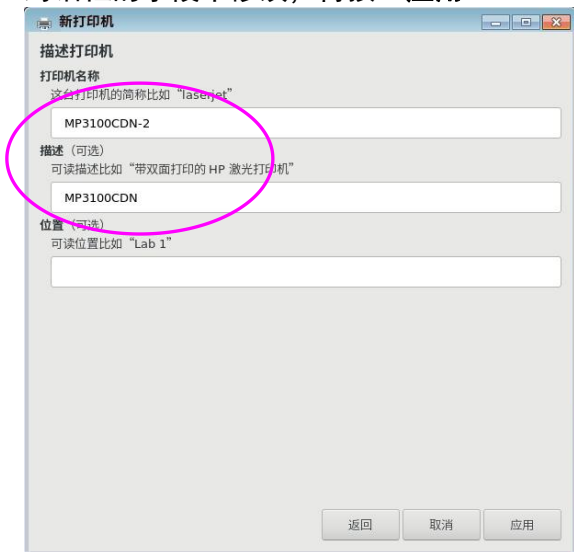 新打印机
描述打印机
打印机名称
这台打印机的简称比如“laserjet”
MP3100CDN-2
描述（可选）
可读描述比如“带双面打印的 HP 激光打印机”
MP3100CDN
位置（可选）
可读位置比如“Lab 1”
返回 取消 应用